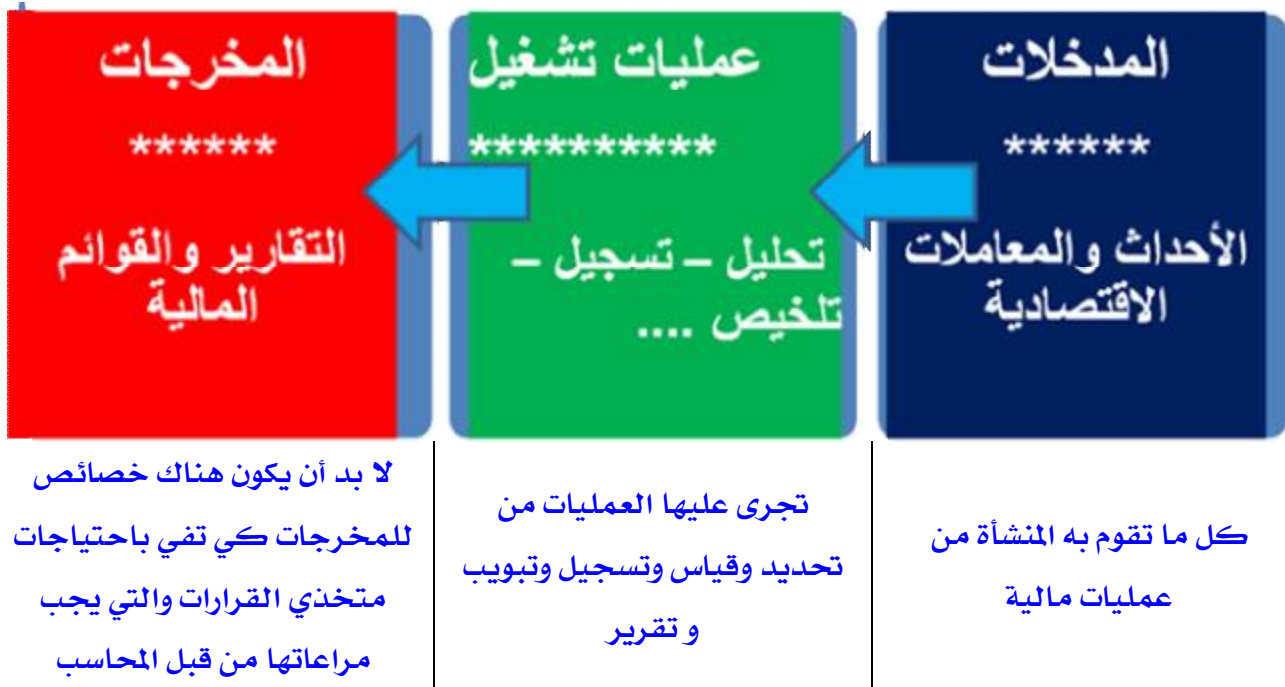 المدخلات
******
الأحداث والمعاملات
الاقتصادية
عمليات تشغيل
**********
تحليل – تسجيل –
تلخيص ....
المخرجات
******
التقارير والقوائم
المالية
كل ما تقوم به المنشأة من
عمليات مالية
تجرى عليها العمليات من
تحديد وقياس وتسجيل وتبويب
و تقرير
لا بد أن يكون هناك خصائص
للمخرجات كي تفي باحتياجات
متخذي القرارات والتي يجب
مراعاتها من قبل المحاسب